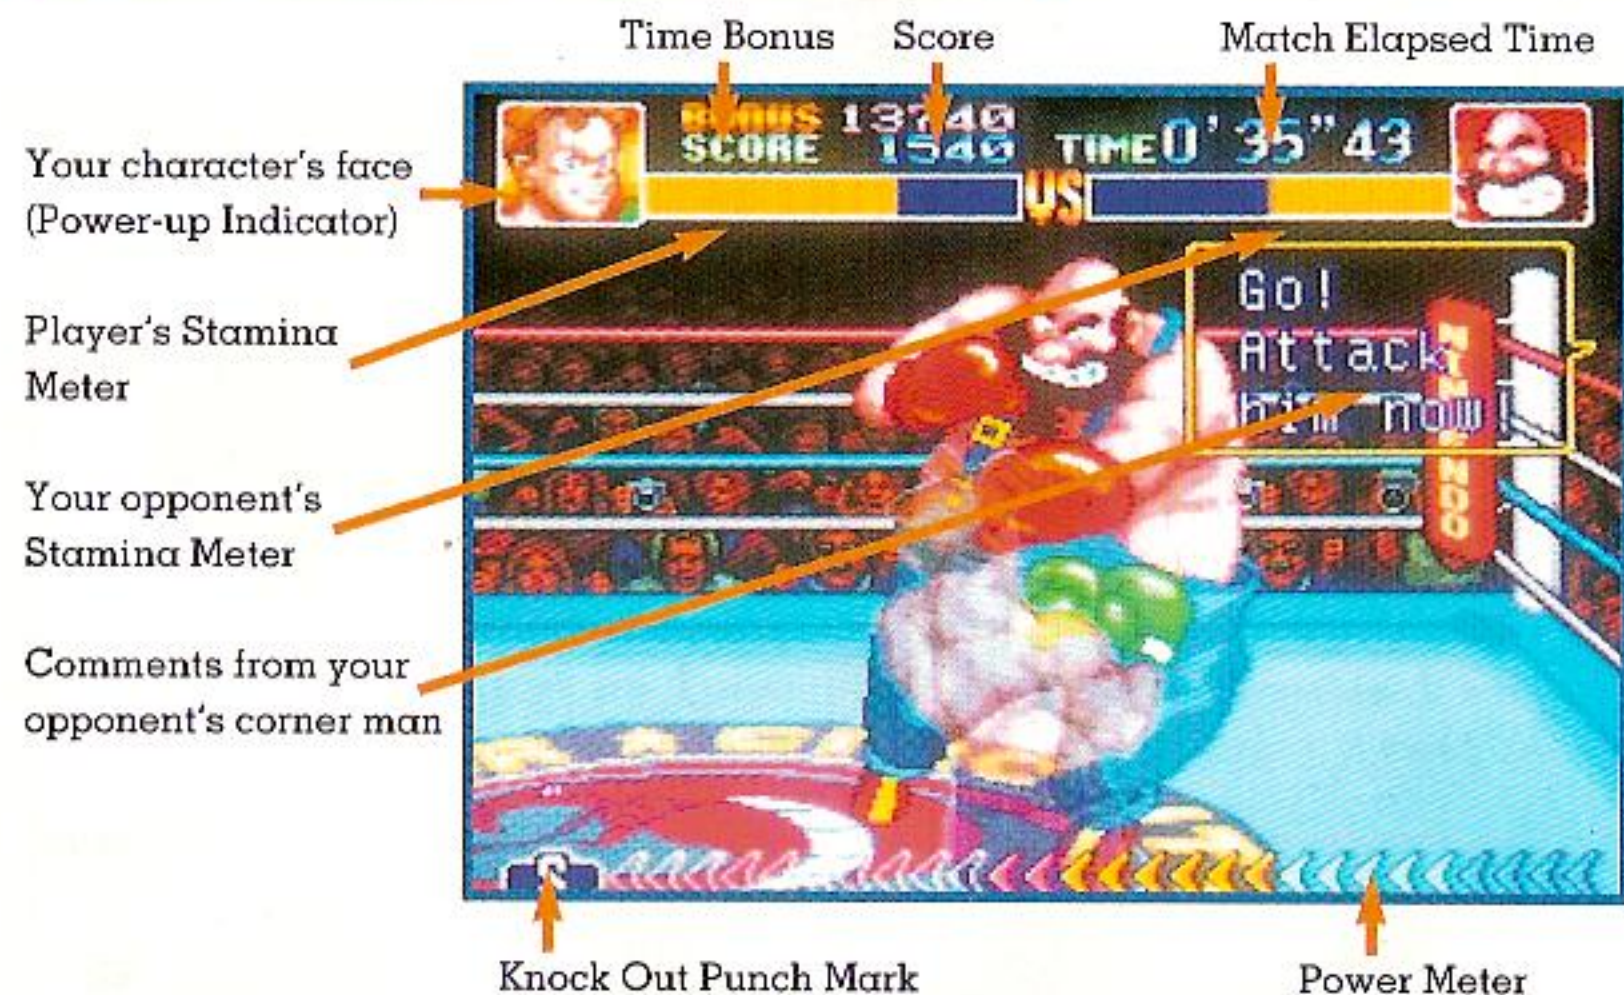 Time Bonus Score Match Elapsed Time
BONUS 13740
SCORE 1540 TIME 0'35"43
VS
Your character's face
(Power-up Indicator)
Player's Stamina
Meter
Your opponent's
Stamina Meter
Comments from your
opponent's corner man
Go!
Attack
him now!
NINTENDO
Knock Out Punch Mark Power Meter